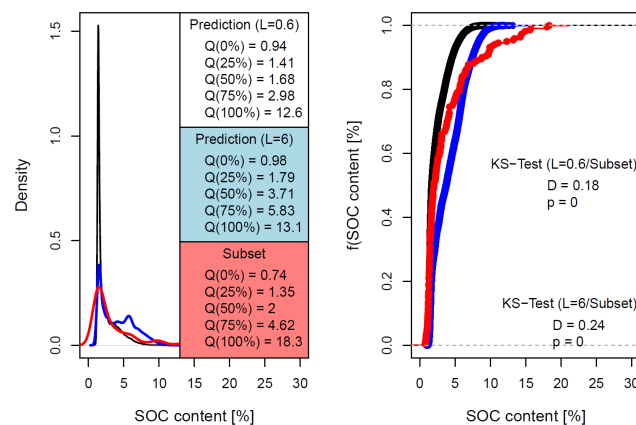 Density
0.0
0.5
1.0
1.5
0 5 10 15 20 25 30
SOC content [%]
Prediction (L=0.6)
Q(0%) = 0.94
Q(25%) = 1.41
Q(50%) = 1.68
Q(75%) = 2.98
Q(100%) = 12.6
Prediction (L=6)
Q(0%) = 0.98
Q(25%) = 1.79
Q(50%) = 3.71
Q(75%) = 5.83
Q(100%) = 13.1
Subset
Q(0%) = 0.74
Q(25%) = 1.35
Q(50%) = 2
Q(75%) = 4.62
Q(100%) = 18.3
f(SOC content [%]
0.0
0.2
0.4
0.6
0.8
1.0
KS−Test (L=0.6/Subset)
D = 0.18
p = 0
KS−Test (L=6/Subset)
D = 0.24
p = 0
0 5 10 15 20 25 30
SOC content [%]